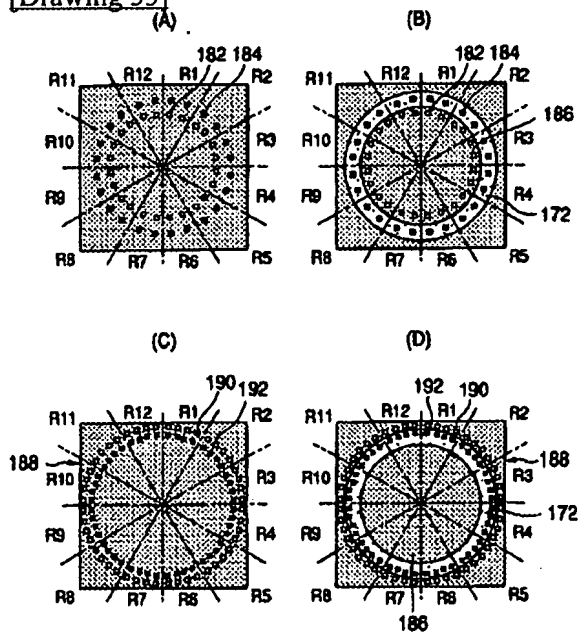 [Drawing
(A) (B)
R11 R12 R1 182 184 R2 R11 R12 R1 182 184 R2
186
R10 R3 R10 R3
R9 R4 R9 R4
172
R8 R7 R6 R5 R8 R7 R6 R5
(C) (D)
190 192 192 190
R11 R12 R1 R2 R11 R12 R1 R2
188 188
R10 R3 R10 R3
172
R9 R4 R9 R4
R8 R7 R6 R5 R8 R7 R6 R5
186